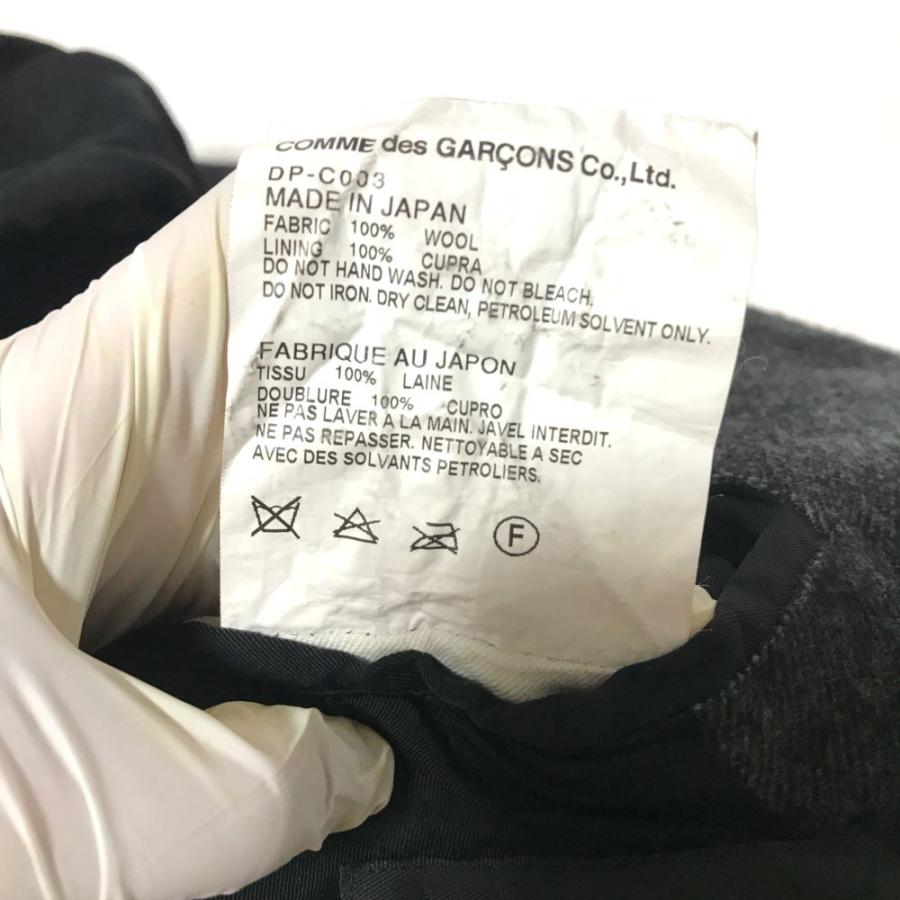 COMME des GARÇONS Co.,Ltd.
DP-C003
MADE IN JAPAN
FABRIC 100% WOOL
LINING 100% CUPRA
DO NOT HAND WASH. DO NOT BLEACH.
DO NOT IRON. DRY CLEAN, PETROLEUM SOLVENT ONLY.
FABRIQUE AU JAPON
TISSU 100% LAINE
DOUBLURE 100% CUPRO
NE PAS LAVER A LA MAIN. JAVEL INTERDIT.
NE PAS REPASSER. NETTOYABLE A SEC
AVEC DES SOLVANTS PETROLIERS.
F